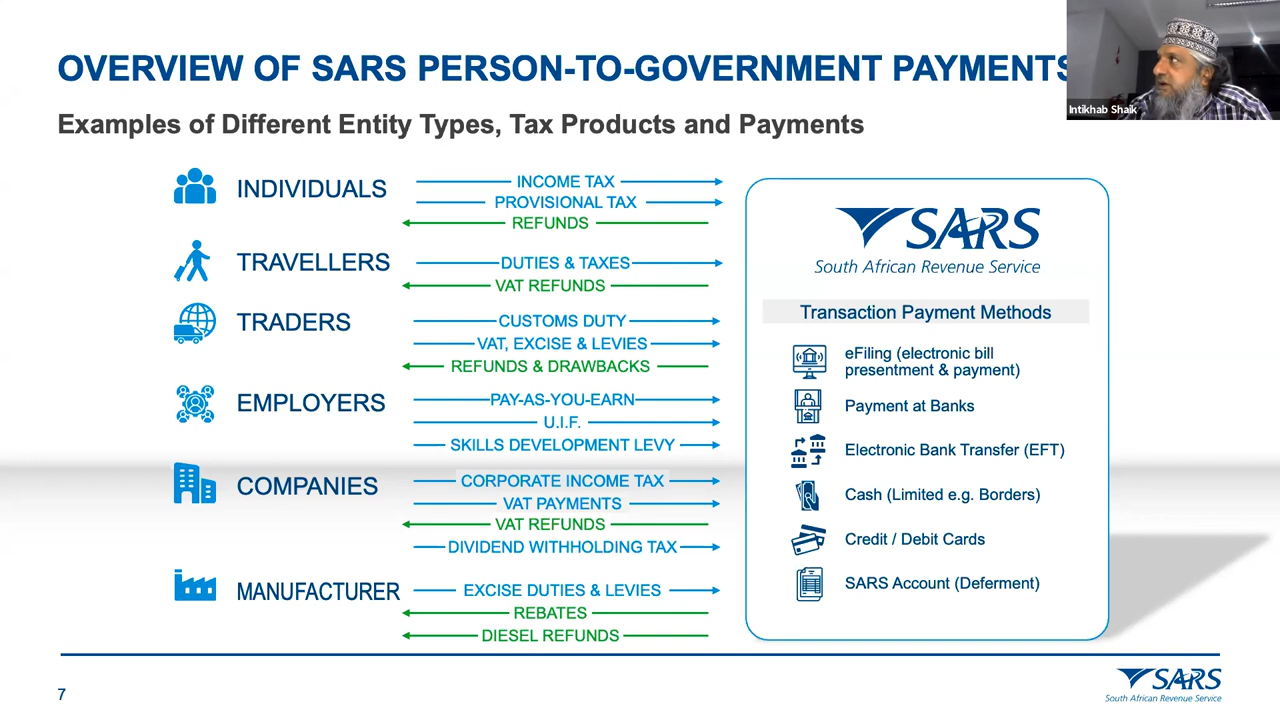 OVERVIEW OF SARS PERSON-TO-GOVERNMENT PAYMENTS
Intikhab Shaik
Examples of Different Entity Types, Tax Products and Payments
INDIVIDUALS
INCOME TAX
PROVISIONAL TAX
REFUNDS
TRAVELLERS
DUTIES & TAXES
VAT REFUNDS
TRADERS
CUSTOMS DUTY
VAT, EXCISE & LEVIES
REFUNDS & DRAWBACKS
EMPLOYERS
PAY-AS-YOU-EARN
U.I.F.
SKILLS DEVELOPMENT LEVY
COMPANIES
CORPORATE INCOME TAX
VAT PAYMENTS
VAT REFUNDS
DIVIDEND WITHHOLDING TAX
MANUFACTURER
EXCISE DUTIES & LEVIES
REBATES
DIESEL REFUNDS
SARS
South African Revenue Service
Transaction Payment Methods
eFiling (electronic bill
presentment & payment)
Payment at Banks
Electronic Bank Transfer (EFT)
Cash (Limited e.g. Borders)
Credit / Debit Cards
SARS Account (Deferment)
7
SARS
South African Revenue Service